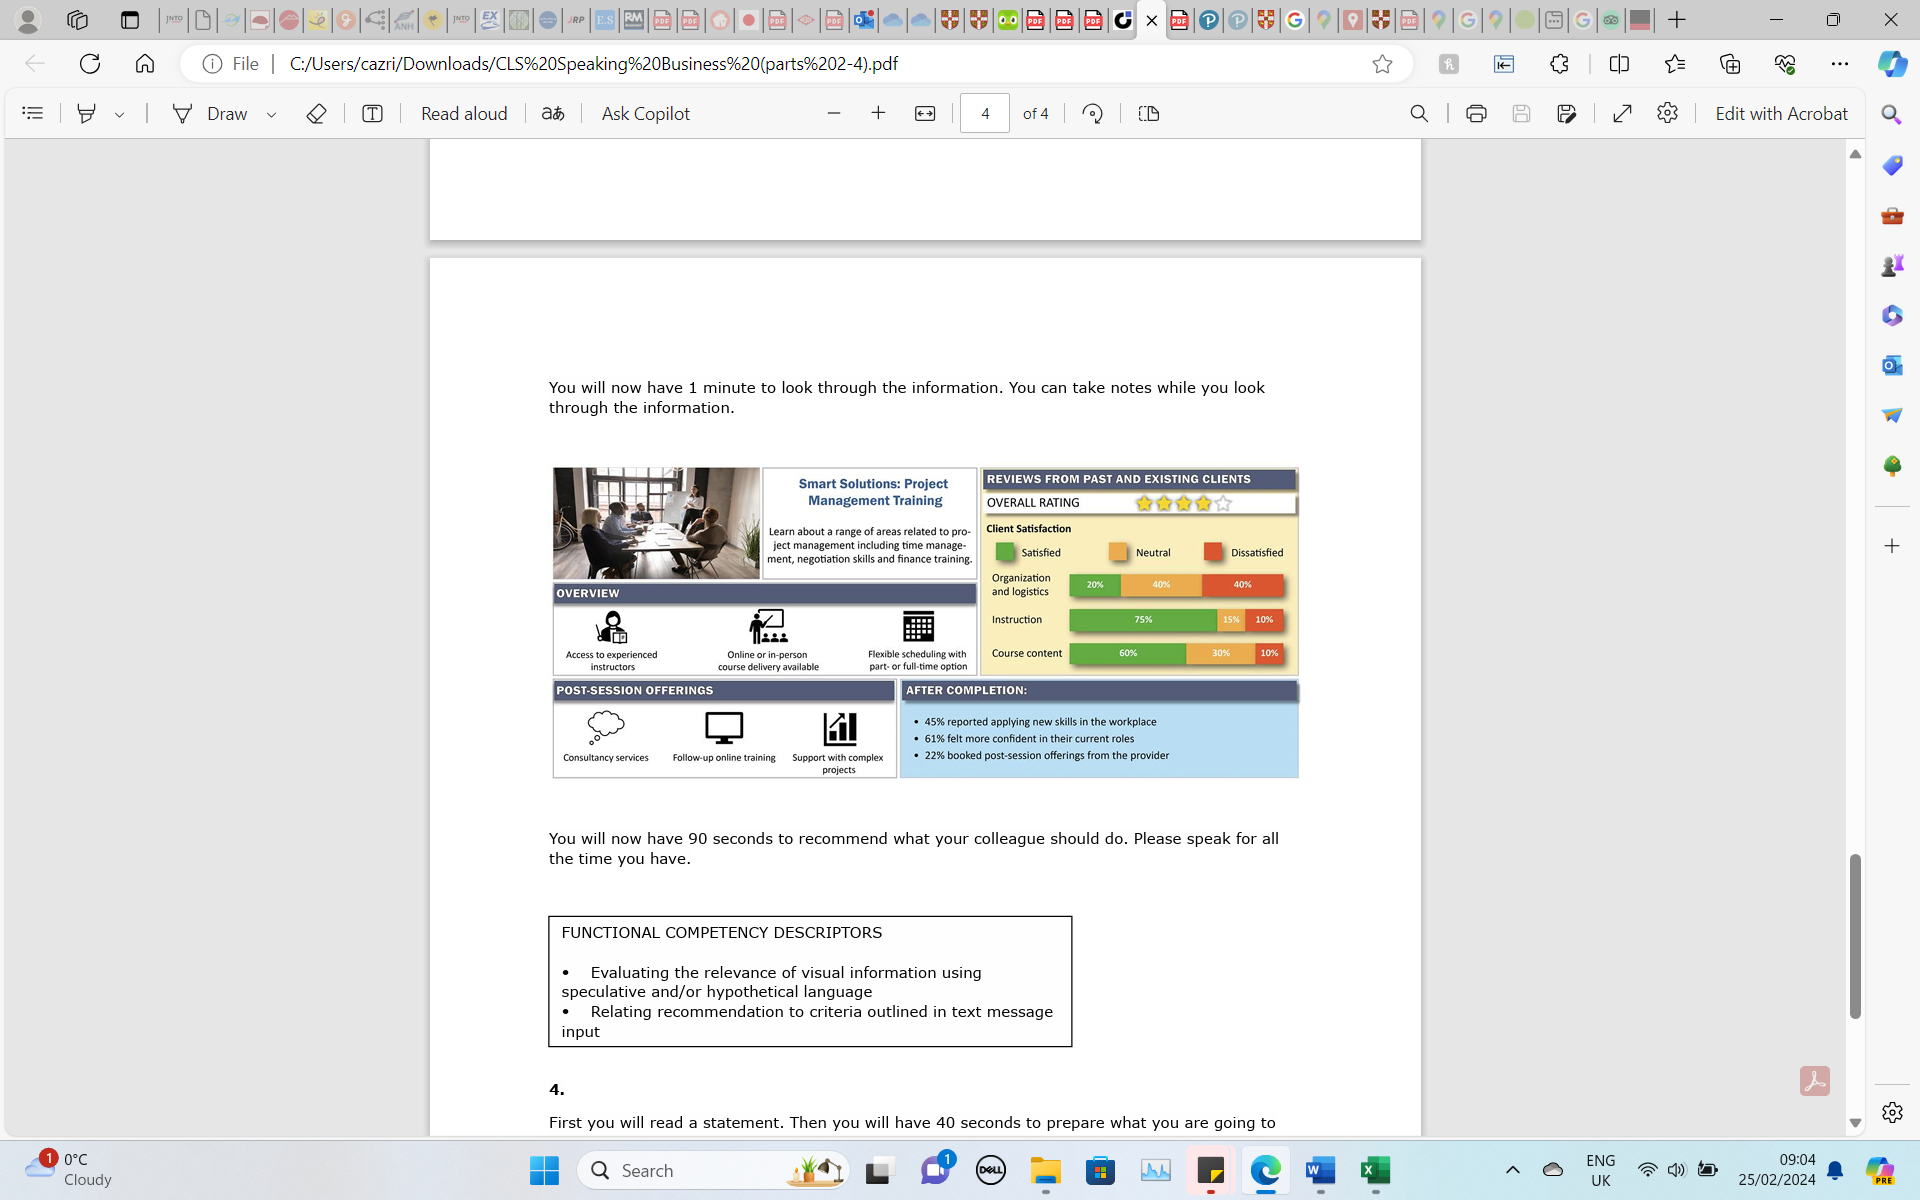 File
C:/Users/cazri/Downloads/CLS%20Speaking%20Business%20(parts%202-4).pdf
Draw
Read aloud
aあ
Ask Copilot
4
of 4
Edit with Acrobat
You will now have 1 minute to look through the information. You can take notes while you look
through the information.
Smart Solutions: Project
Management Training
Learn about a range of areas related to pro-
ject management including time manage-
ment, negotiation skills and finance training.
OVERVIEW
Access to experienced
instructors
Online or in-person
course delivery available
Flexible scheduling with
part- or full-time option
REVIEWS FROM PAST AND EXISTING CLIENTS
OVERALL RATING
Client Satisfaction
Satisfied
Neutral
Dissatisfied
Organization
and logistics
20%
40%
40%
Instruction
75%
15%
10%
Course content
60%
30%
10%
POST-SESSION OFFERINGS
Consultancy services
Follow-up online training
Support with complex
projects
AFTER COMPLETION:
• 45% reported applying new skills in the workplace
• 61% felt more confident in their current roles
• 22% booked post-session offerings from the provider
You will now have 90 seconds to recommend what your colleague should do. Please speak for all
the time you have.
FUNCTIONAL COMPETENCY DESCRIPTORS
• Evaluating the relevance of visual information using
speculative and/or hypothetical language
• Relating recommendation to criteria outlined in text message
input
4.
First you will read a statement. Then you will have 40 seconds to prepare what you are going to
1
0°C
Cloudy
Search
1
DELL
ENG
UK
09:04
25/02/2024
PRE